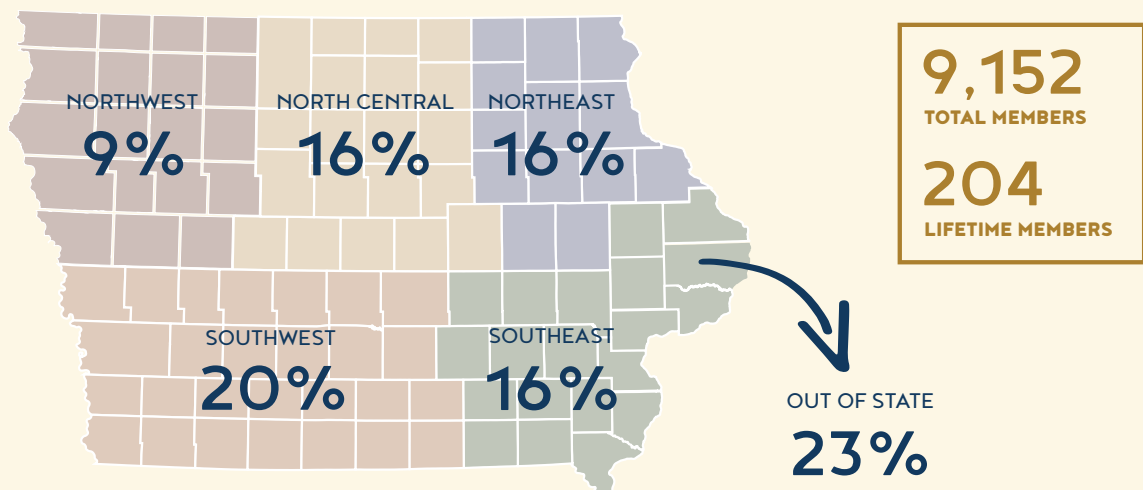 NORTHWEST
9%
NORTH CENTRAL
16%
NORTHEAST
16%
9,152
TOTAL MEMBERS
204
LIFETIME MEMBERS
SOUTHWEST
20%
SOUTHEAST
16%
OUT OF STATE
23%